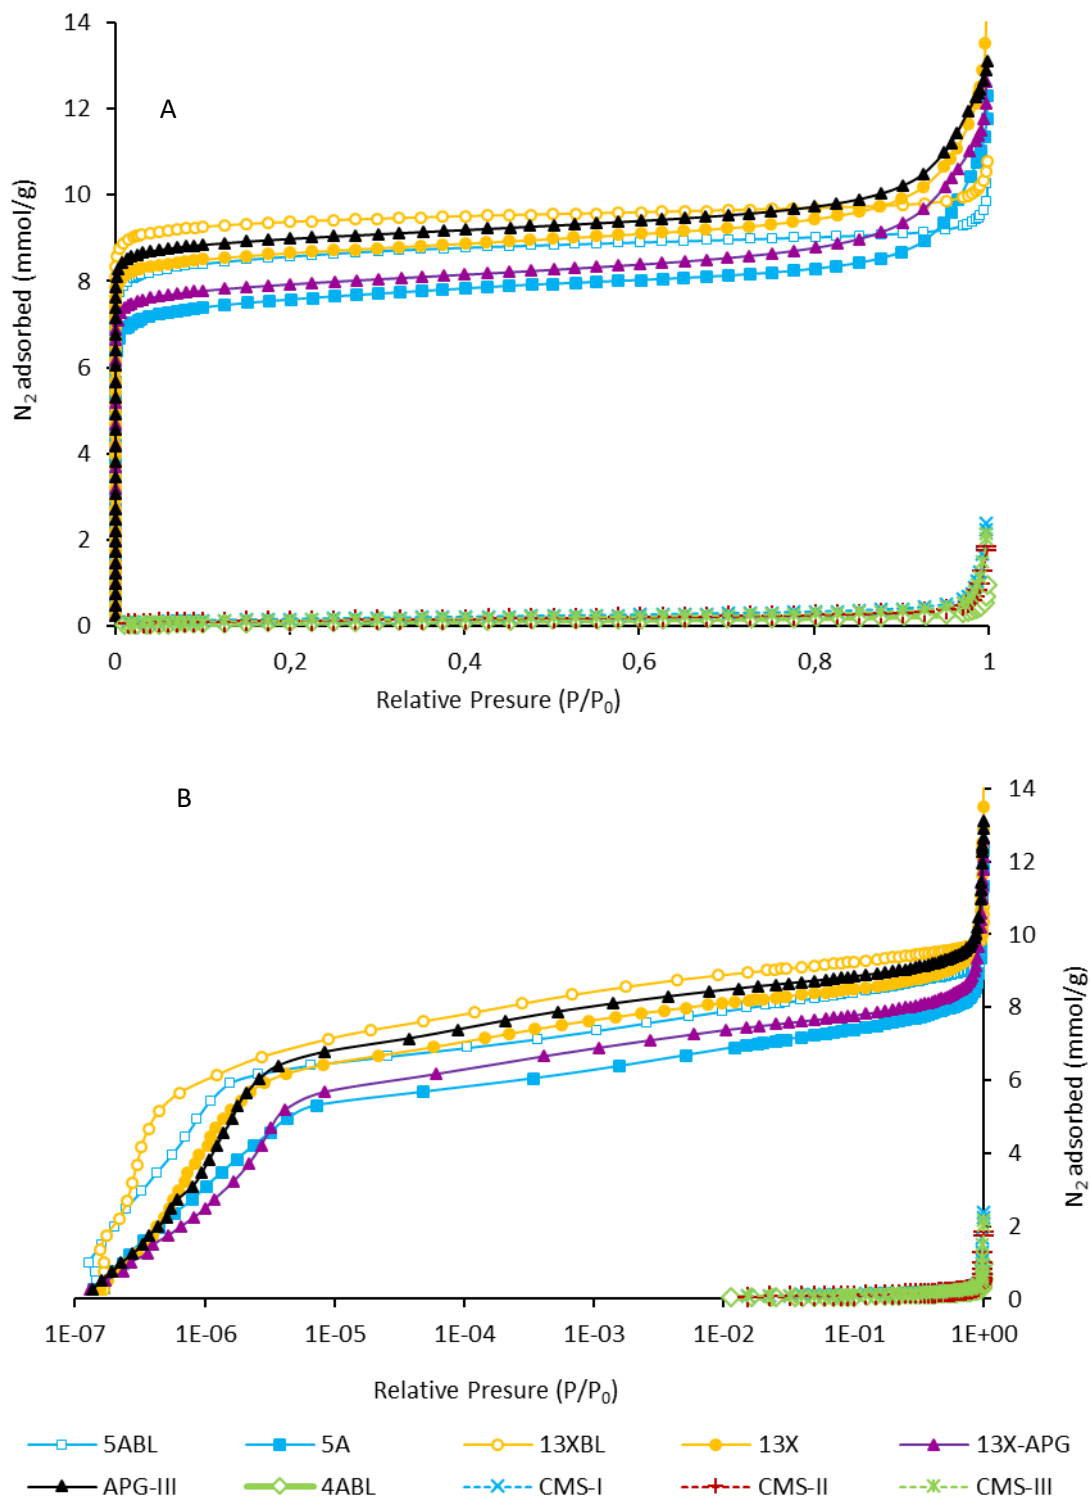 A
14
12
10
8
6
4
2
0
N2 adsorbed (mmol/g)
0 0,2 0,4 0,6 0,8 1
Relative Presure (P/P0)
B
14
12
10
8
6
4
2
0
N2 adsorbed (mmol/g)
1E-07 1E-06 1E-05 1E-04 1E-03 1E-02 1E-01 1E+00
Relative Presure (P/P0)
5ABL 5A 13XBL 13X 13X-APG
APG-III 4ABL CMS-I CMS-II CMS-III